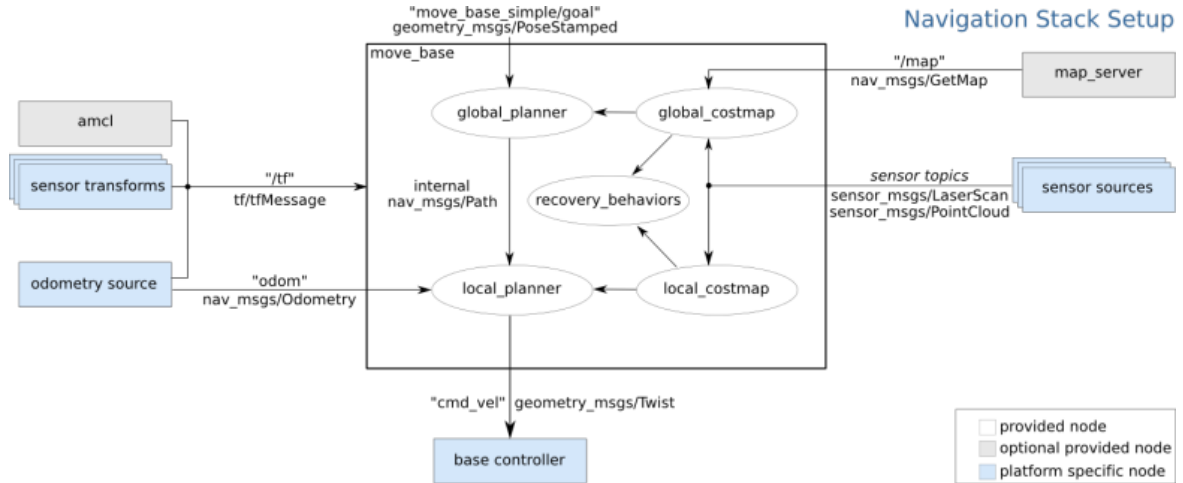 Navigation Stack Setup
"move_base_simple/goal"
geometry_msgs/PoseStamped
move_base
"/map"
nav_msgs/GetMap
map_server
global_planner
global_costmap
amcl
sensor transforms
"/tf"
tf/tfMessage
internal
nav_msgs/Path
recovery_behaviors
sensor topics
sensor_msgs/LaserScan
sensor_msgs/PointCloud
sensor sources
odometry source
"odom"
nav_msgs/Odometry
local_planner
local_costmap
"cmd_vel" geometry_msgs/Twist
base controller
provided node
optional provided node
platform specific node